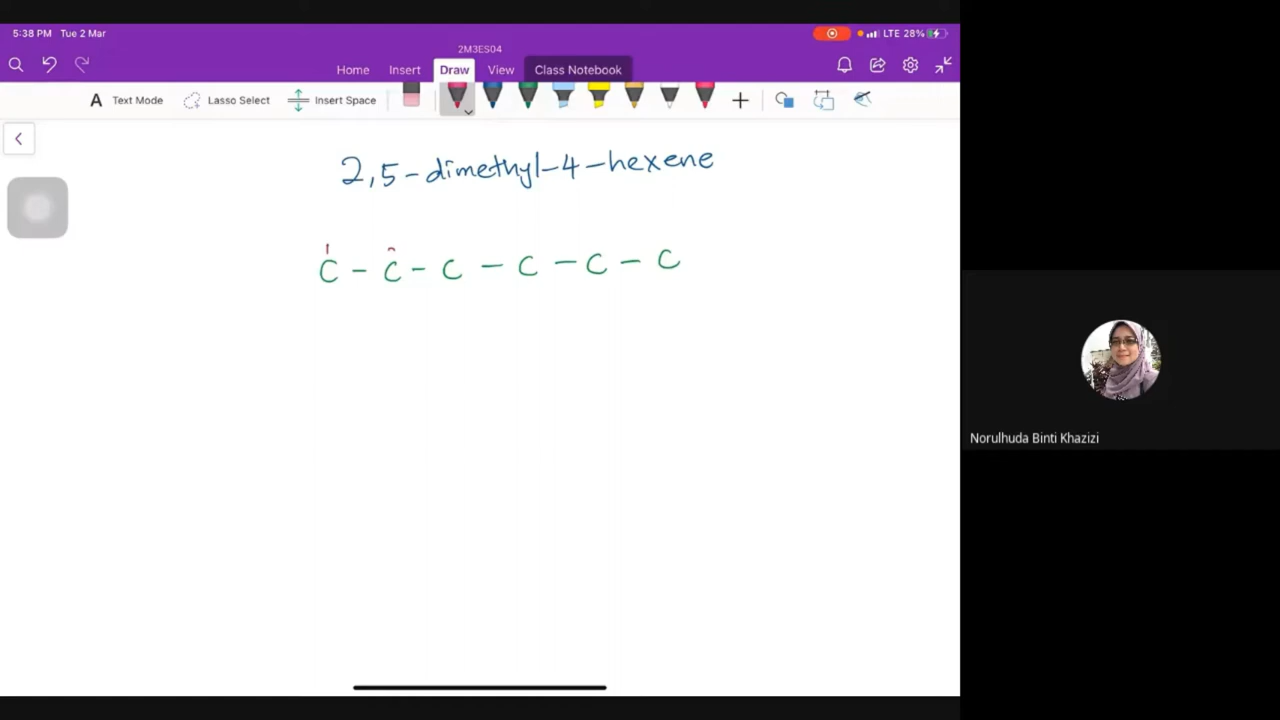 5:38 PM Tue 2 Mar
LTE 28%
2M3ES04
Home Insert Draw View Class Notebook
A Text Mode Lasso Select Insert Space
2,5-dimethyl-4-hexene
1
C - C - C - C - C - C
Norulhuda Binti Khazizi